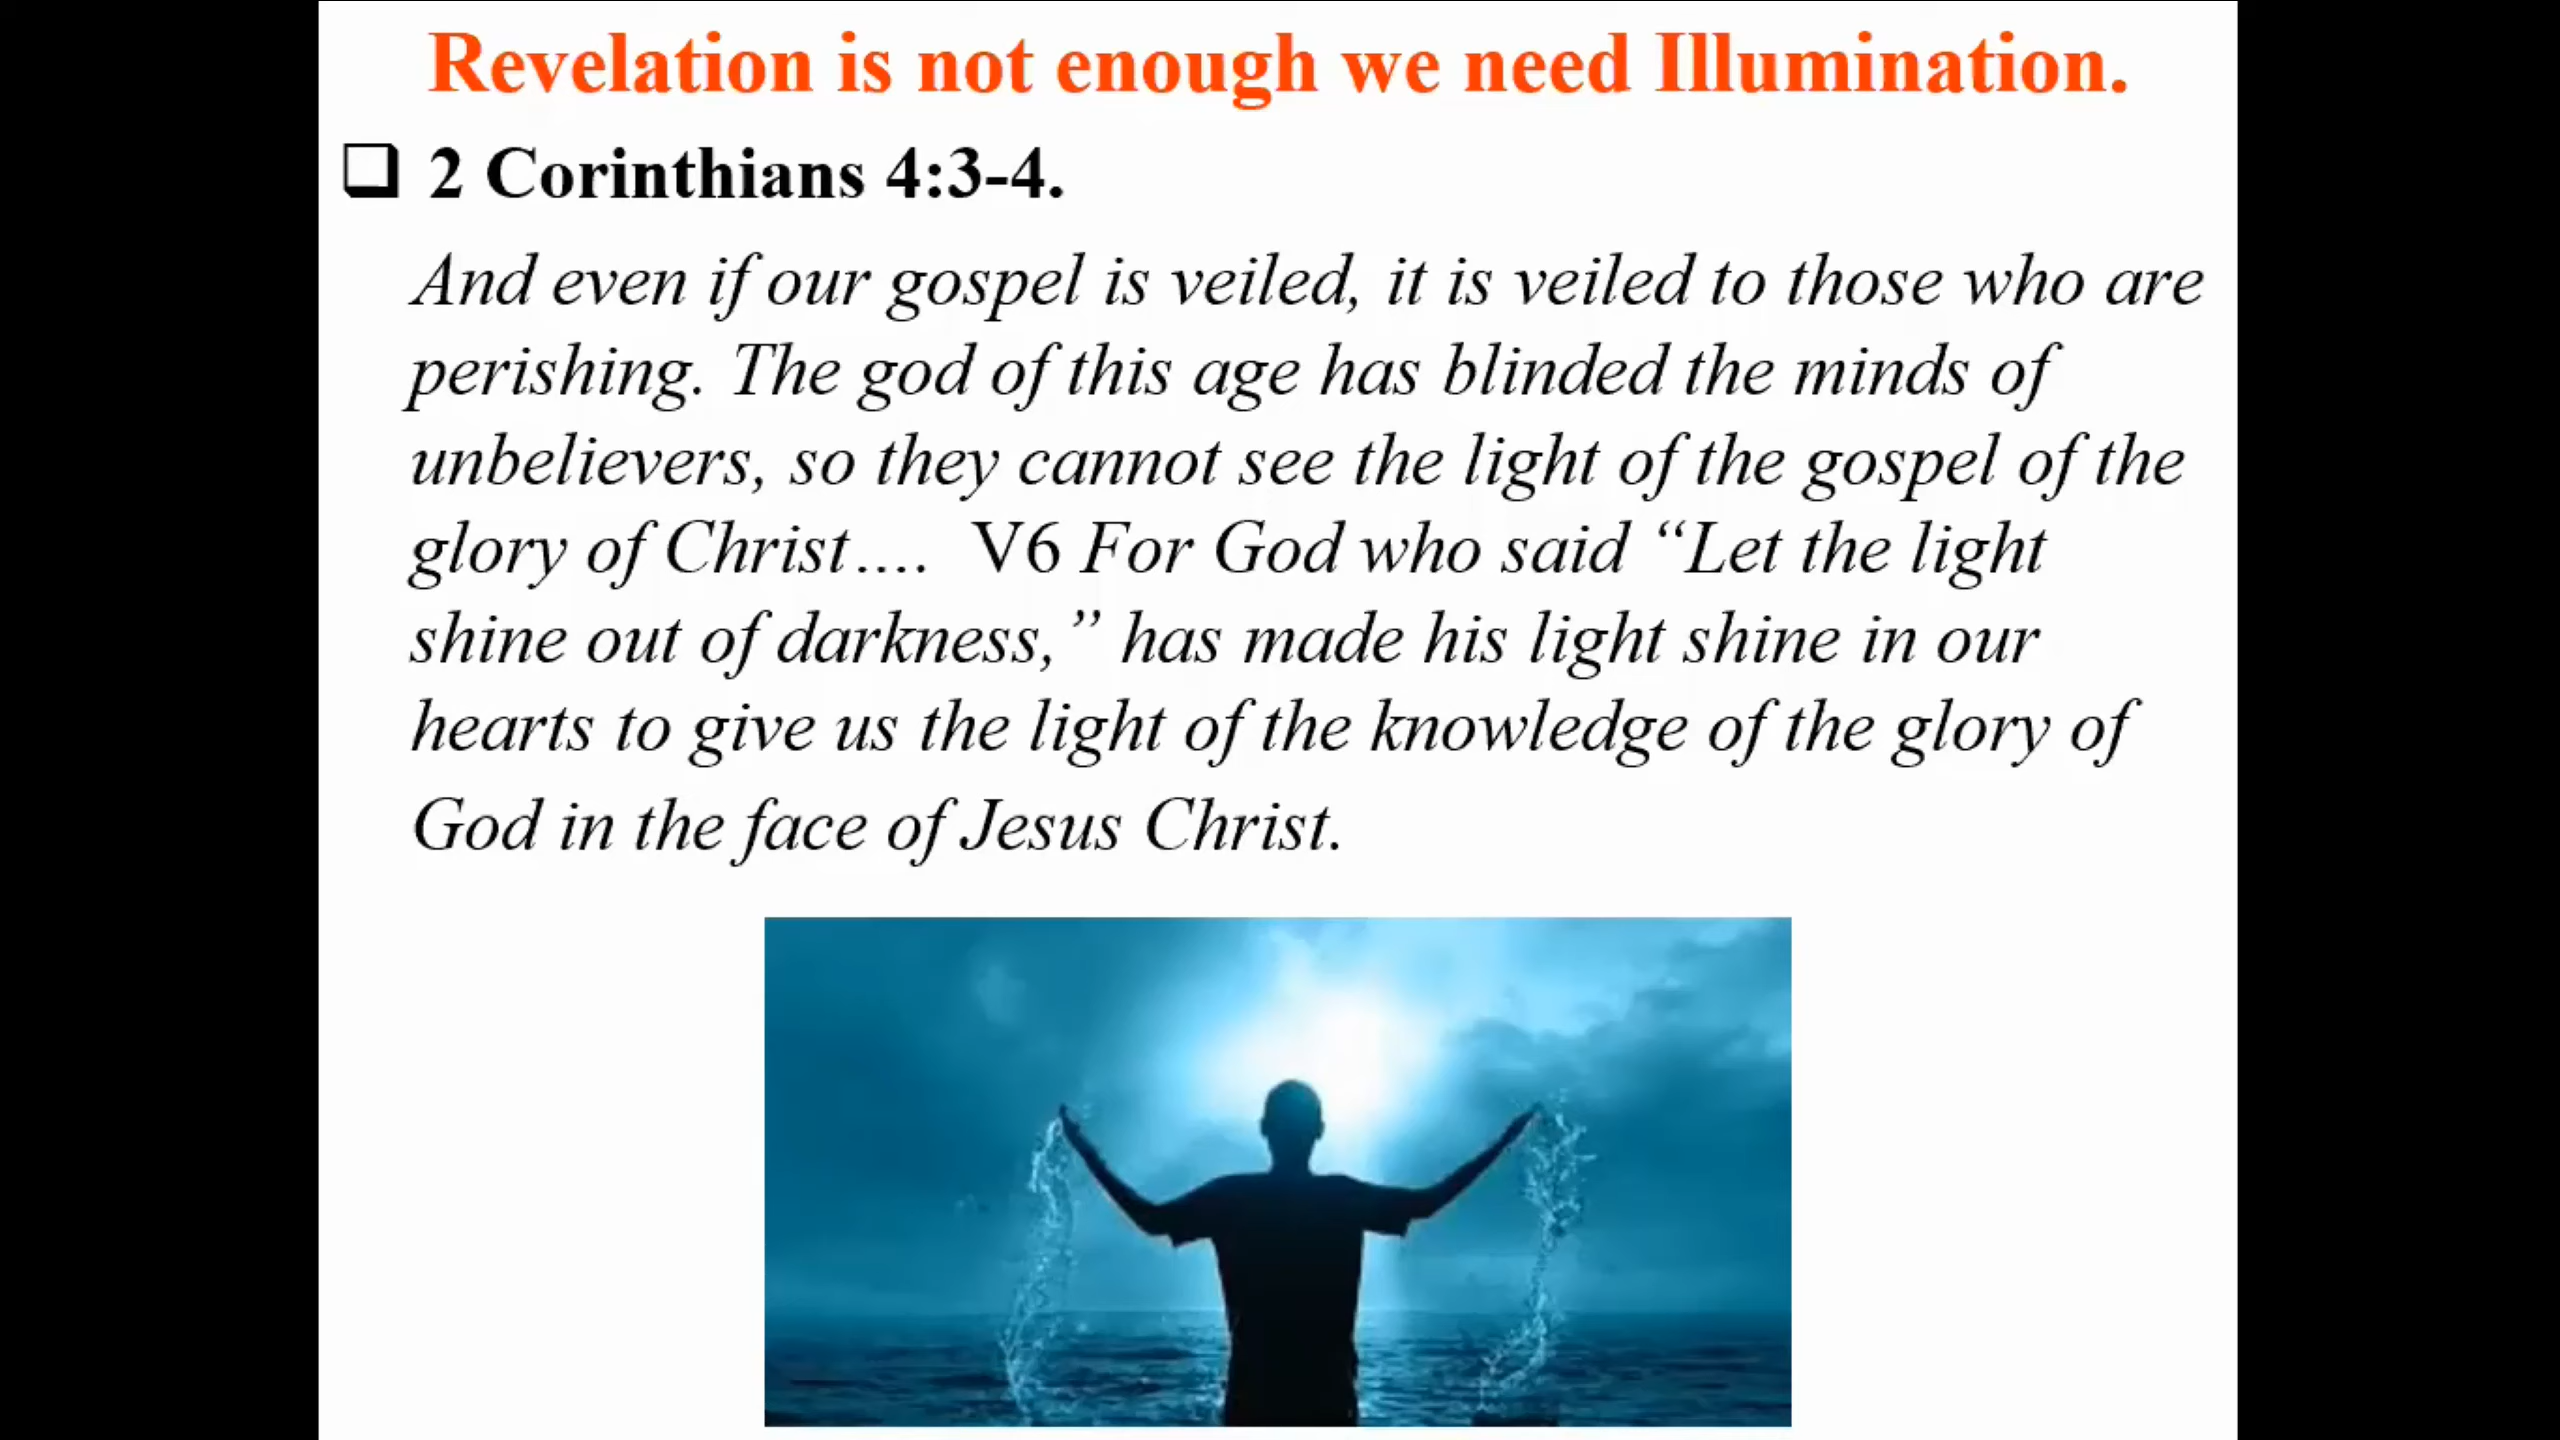 Revelation is not enough we need Illumination.
❑ 2 Corinthians 4:3-4.
And even if our gospel is veiled, it is veiled to those who are
perishing. The god of this age has blinded the minds of
unbelievers, so they cannot see the light of the gospel of the
glory of Christ…. V6 For God who said “Let the light
shine out of darkness,” has made his light shine in our
hearts to give us the light of the knowledge of the glory of
God in the face of Jesus Christ.